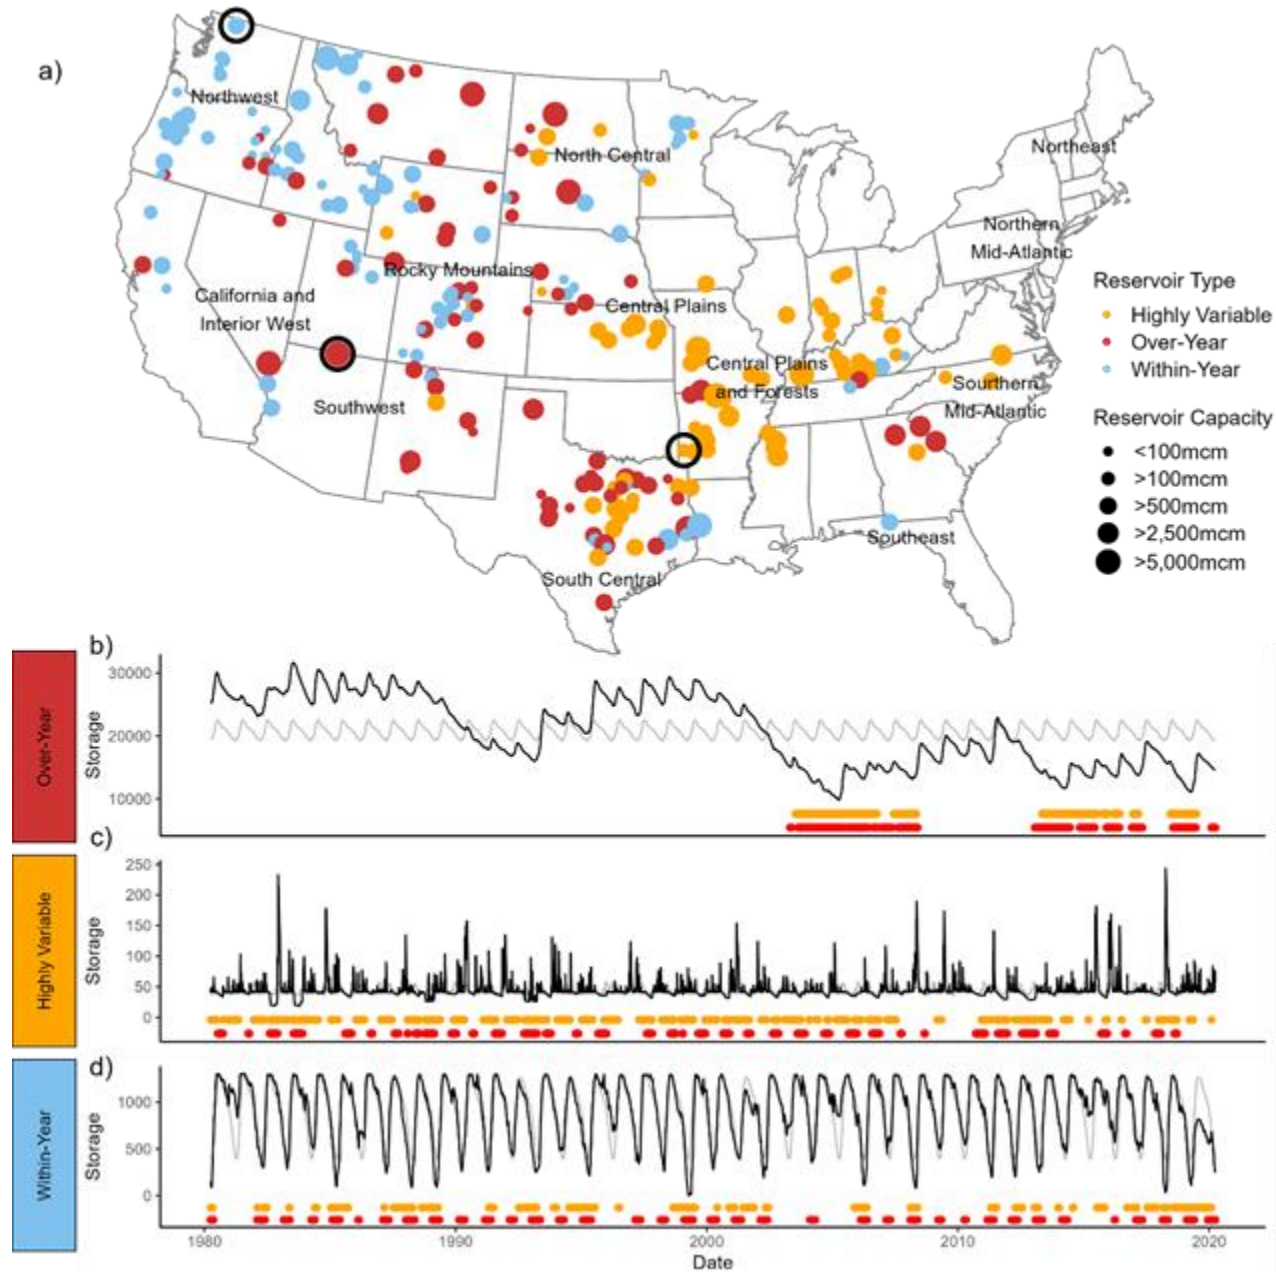 a)
Northwest
North Central
Northeast
Northern
Mid-Atlantic
Rocky Mountains
California and
Interior West
Central Plains
Central Plains
and Forests
Sourthern
Mid-Atlantic
Southwest
Southeast
South Central
Reservoir Type
Highly Variable
Over-Year
Within-Year
Reservoir Capacity
<100mcm
>100mcm
>500mcm
>2,500mcm
>5,000mcm
b)
Over-Year
Storage
30000
20000
10000
c)
Highly Variable
Storage
250
200
150
100
50
0
d)
Within-Year
Storage
1000
500
0
1980
1990
2000
2010
2020
Date